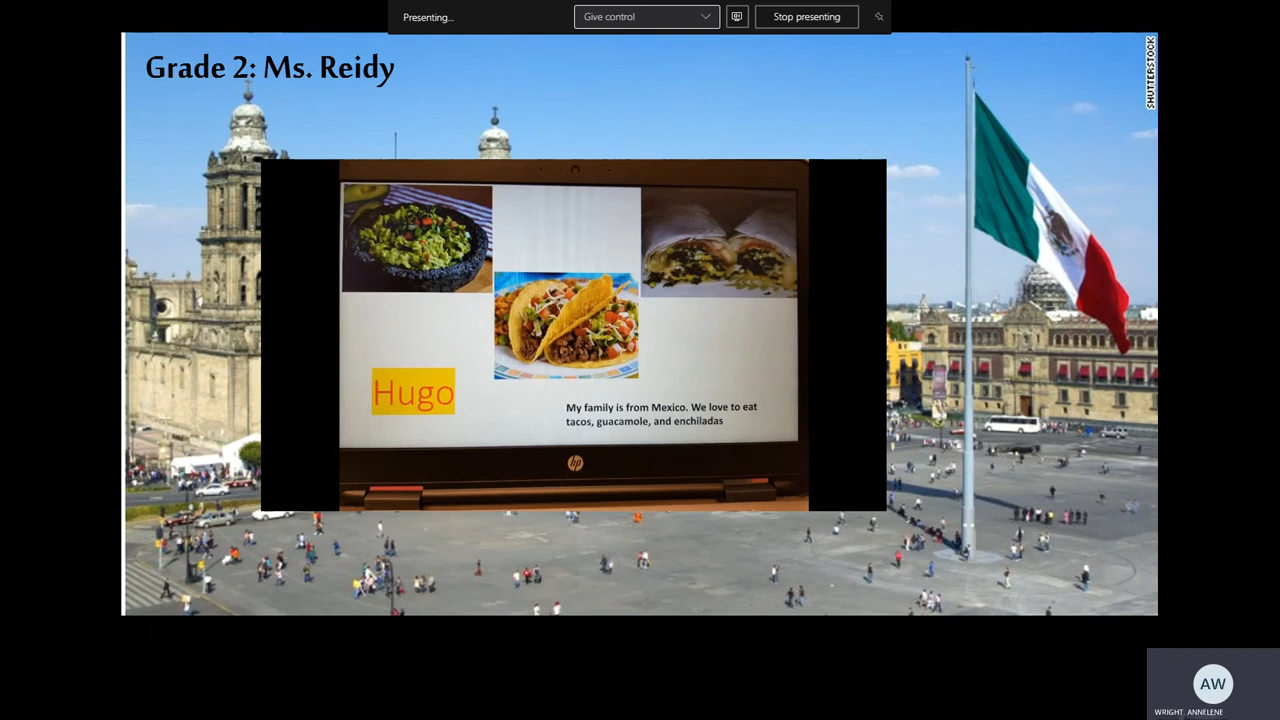 Presenting...
Give control
Stop presenting
Grade 2: Ms. Reidy
SHUTTERSTOCK
Hugo
My family is from Mexico. We love to eat
tacos, guacamole, and enchiladas
hp
AW
WRIGHT, ANNELENE